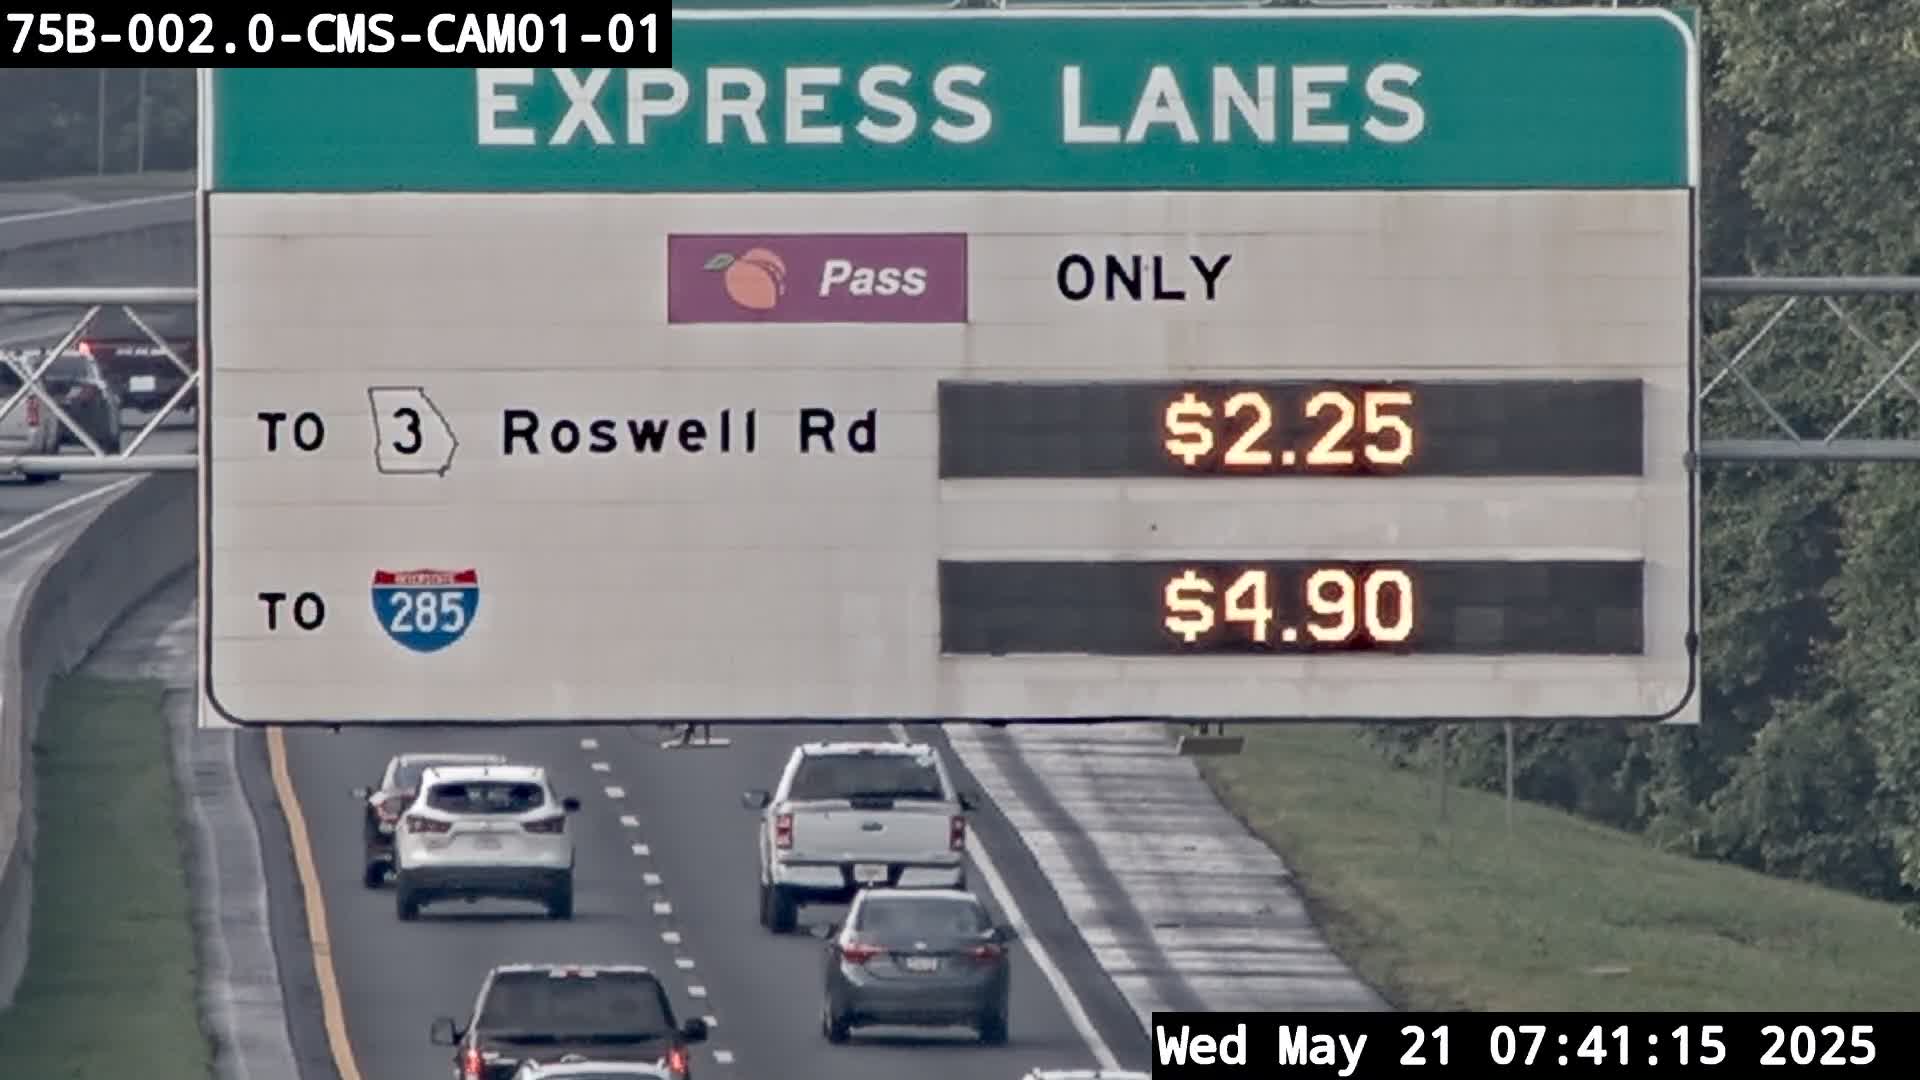 75B-002.0-CMS-CAM01-01
EXPRESS LANES
Pass ONLY
TO 3 Roswell Rd $2.25
TO 285 $4.90
Wed May 21 07:41:15 2025